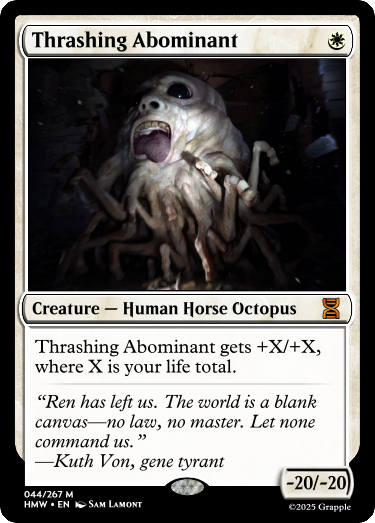 Thrashing Abominant
Creature — Human Horse Octopus
Thrashing Abominant gets +X/+X,
where X is your life total.
“Ren has left us. The world is a blank
canvas—no law, no master. Let none
command us.”
—Kuth Von, gene tyrant
-20/-20
044/267 M
HMW • EN Sam Lamont
©2025 Grapple